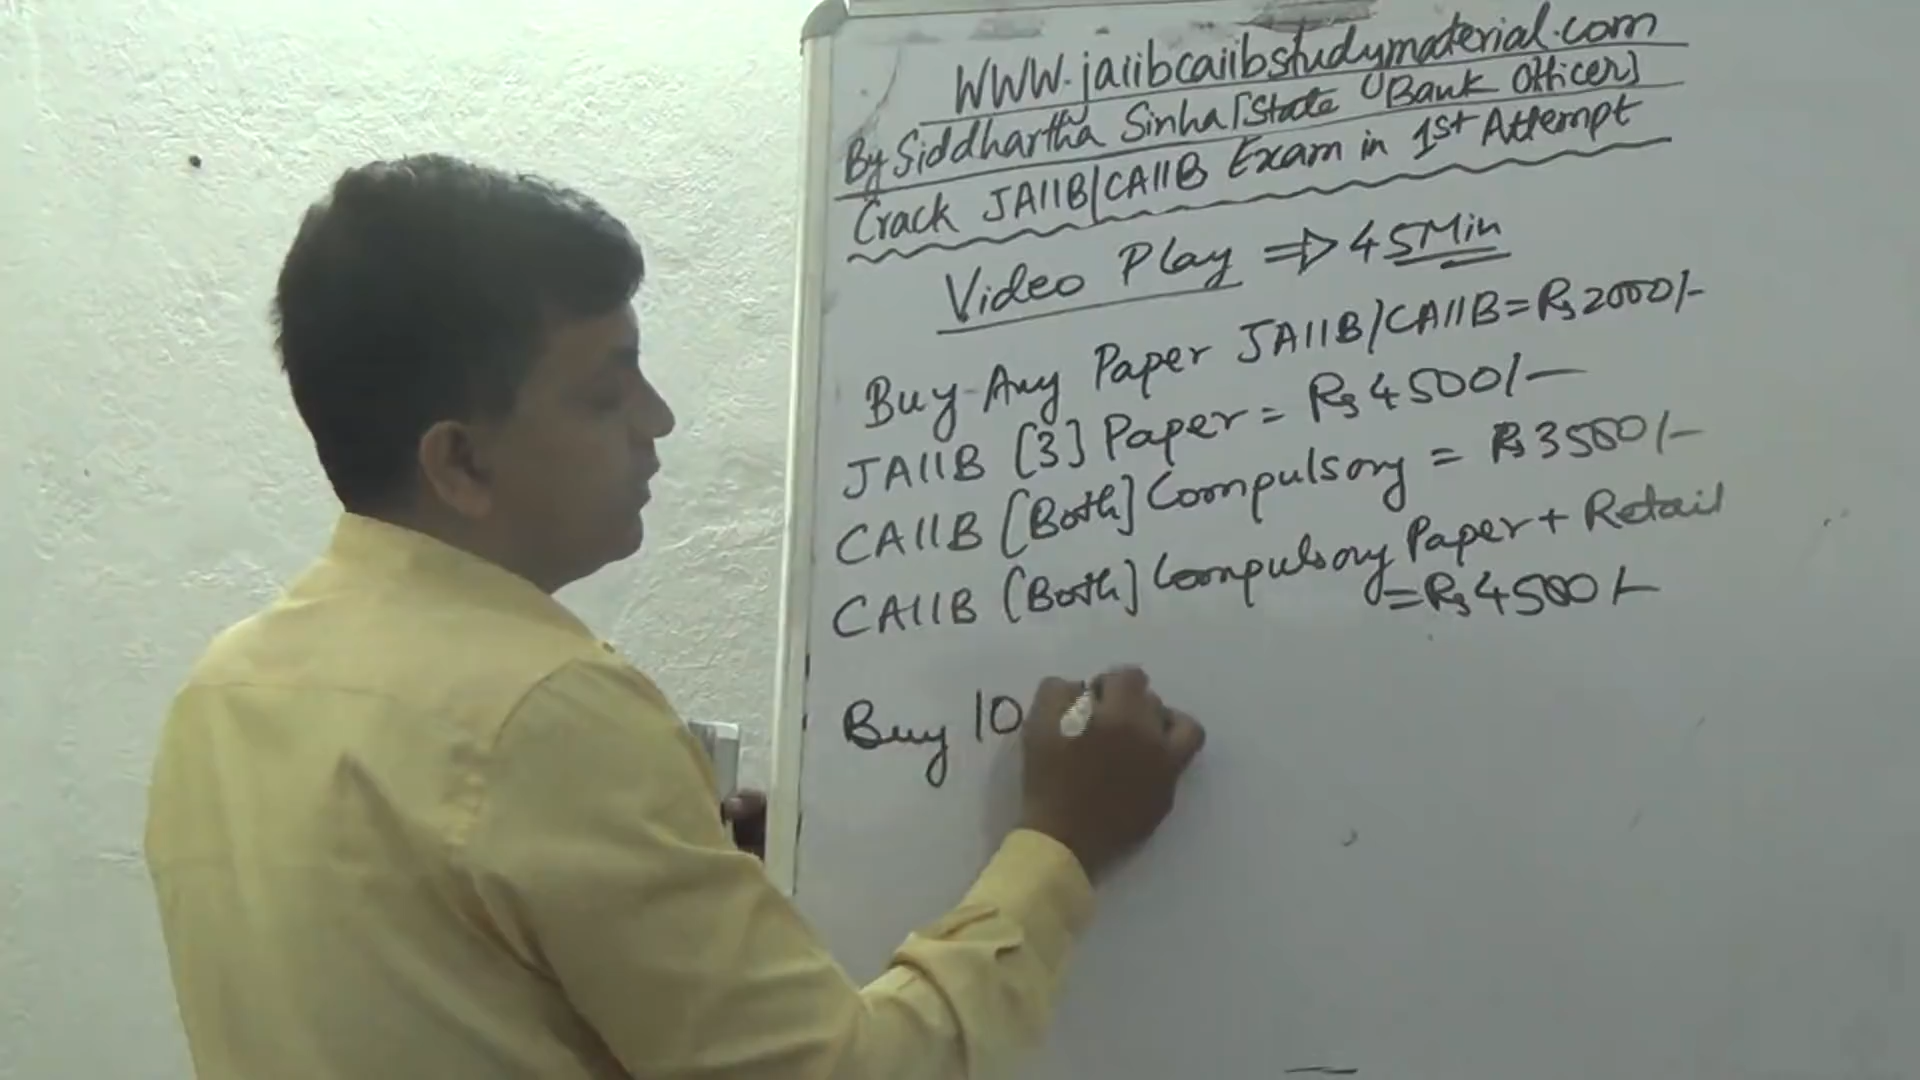 WWW.jaiibcaiibstudymaterial.com
By Siddhartha Sinha [State Bank Officer]
Crack JAIIB/CAIIB Exam in 1st Attempt
Video Play ⇒ 45 Min
Buy Any Paper JAIIB/CAIIB = Rs 2000/-
JAIIB [3] Paper = Rs 4500/-
CAIIB [Both] Compulsory = Rs 3500/-
CAIIB [Both] Compulsory Paper + Retail
= Rs 4500/-
Buy 10